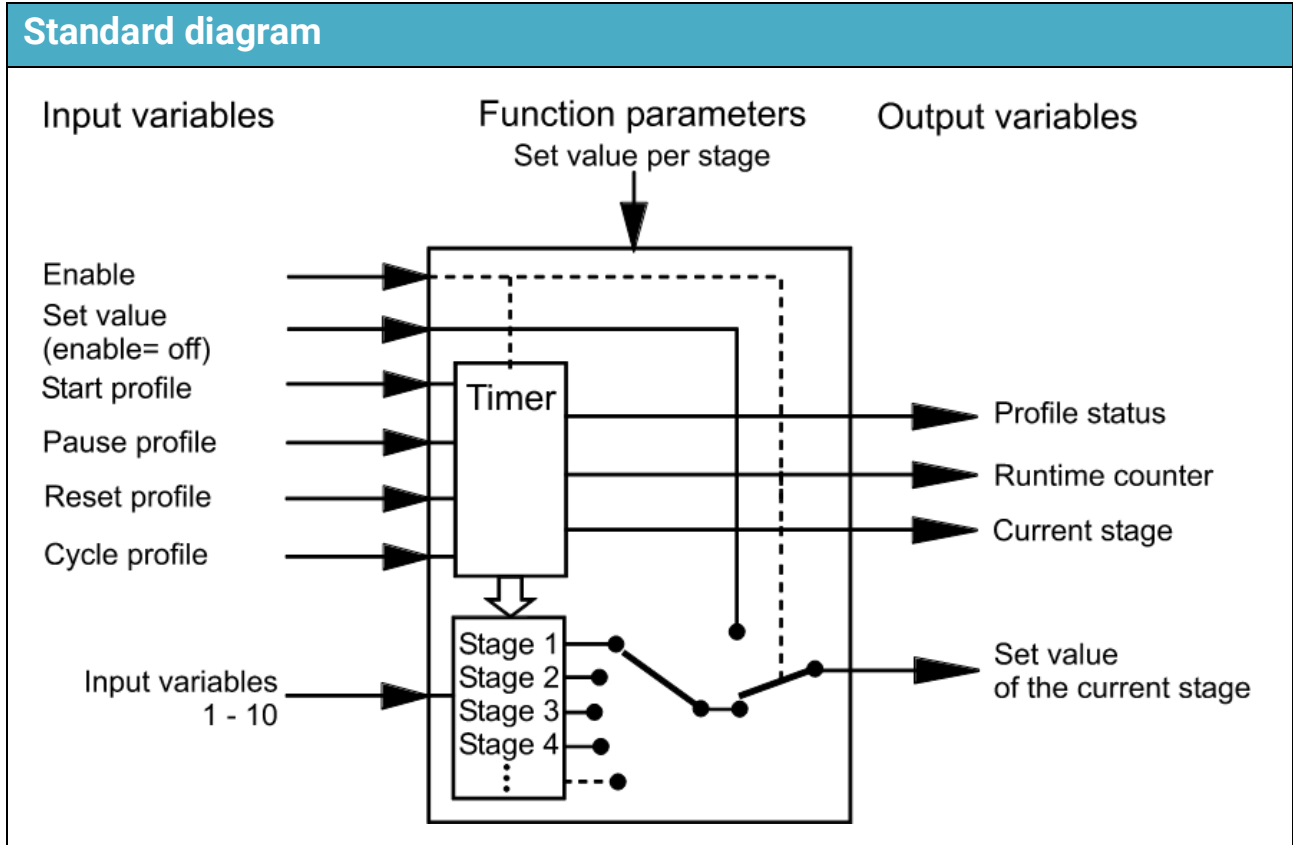 Standard diagram
Input variables
Function parameters
Output variables
Set value per stage
Enable
Set value
(enable= off)
Start profile
Pause profile
Reset profile
Cycle profile
Timer
Profile status
Runtime counter
Current stage
Input variables
1 - 10
Stage 1
Stage 2
Stage 3
Stage 4
Set value
of the current stage